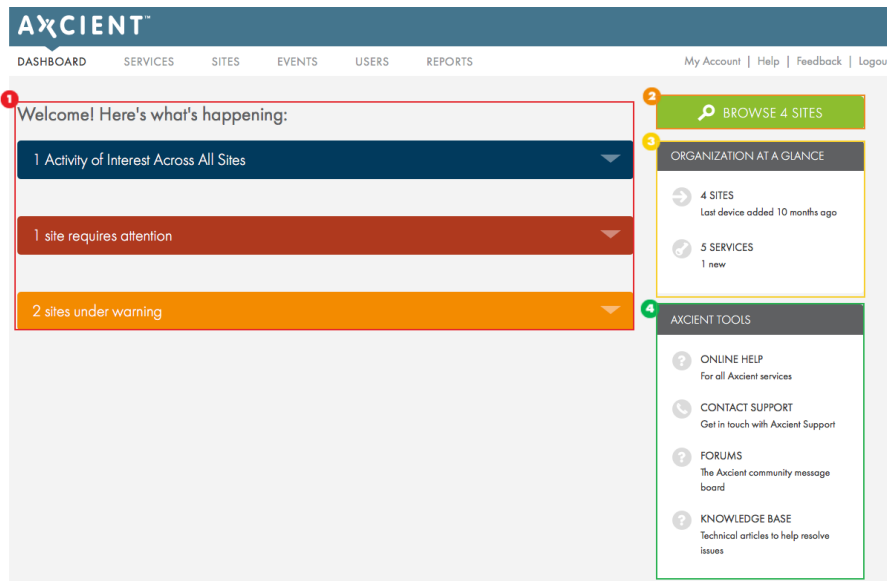 AXCIENT™
DASHBOARD SERVICES SITES EVENTS USERS REPORTS My Account | Help | Feedback | Logou
1
Welcome! Here's what's happening:
1 Activity of Interest Across All Sites
1 site requires attention
2 sites under warning
2
BROWSE 4 SITES
3
ORGANIZATION AT A GLANCE
4 SITES
Last device added 10 months ago
5 SERVICES
1 new
4
AXCIENT TOOLS
?
ONLINE HELP
For all Axcient services
CONTACT SUPPORT
Get in touch with Axcient Support
?
FORUMS
The Axcient community message
board
?
KNOWLEDGE BASE
Technical articles to help resolve
issues